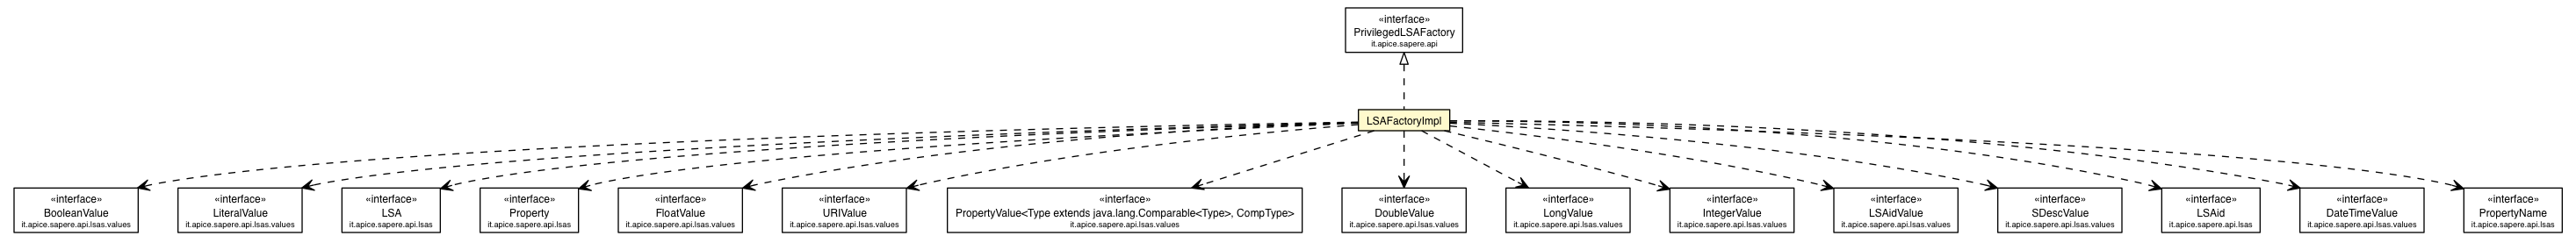 «interface»
PrivilegedLSAFactory
it.apice.sapere.api
LSAFactoryImpl
«interface»
BooleanValue
it.apice.sapere.api.lsas.values
«interface»
LiteralValue
it.apice.sapere.api.lsas.values
«interface»
LSA
it.apice.sapere.api.lsas
«interface»
Property
it.apice.sapere.api.lsas
«interface»
FloatValue
it.apice.sapere.api.lsas.values
«interface»
URIValue
it.apice.sapere.api.lsas.values
«interface»
PropertyValue<Type extends java.lang.Comparable<Type>, CompType>
it.apice.sapere.api.lsas.values
«interface»
DoubleValue
it.apice.sapere.api.lsas.values
«interface»
LongValue
it.apice.sapere.api.lsas.values
«interface»
IntegerValue
it.apice.sapere.api.lsas.values
«interface»
LSAidValue
it.apice.sapere.api.lsas.values
«interface»
SDescValue
it.apice.sapere.api.lsas.values
«interface»
LSAid
it.apice.sapere.api.lsas
«interface»
DateTimeValue
it.apice.sapere.api.lsas.values
«interface»
PropertyName
it.apice.sapere.api.lsas